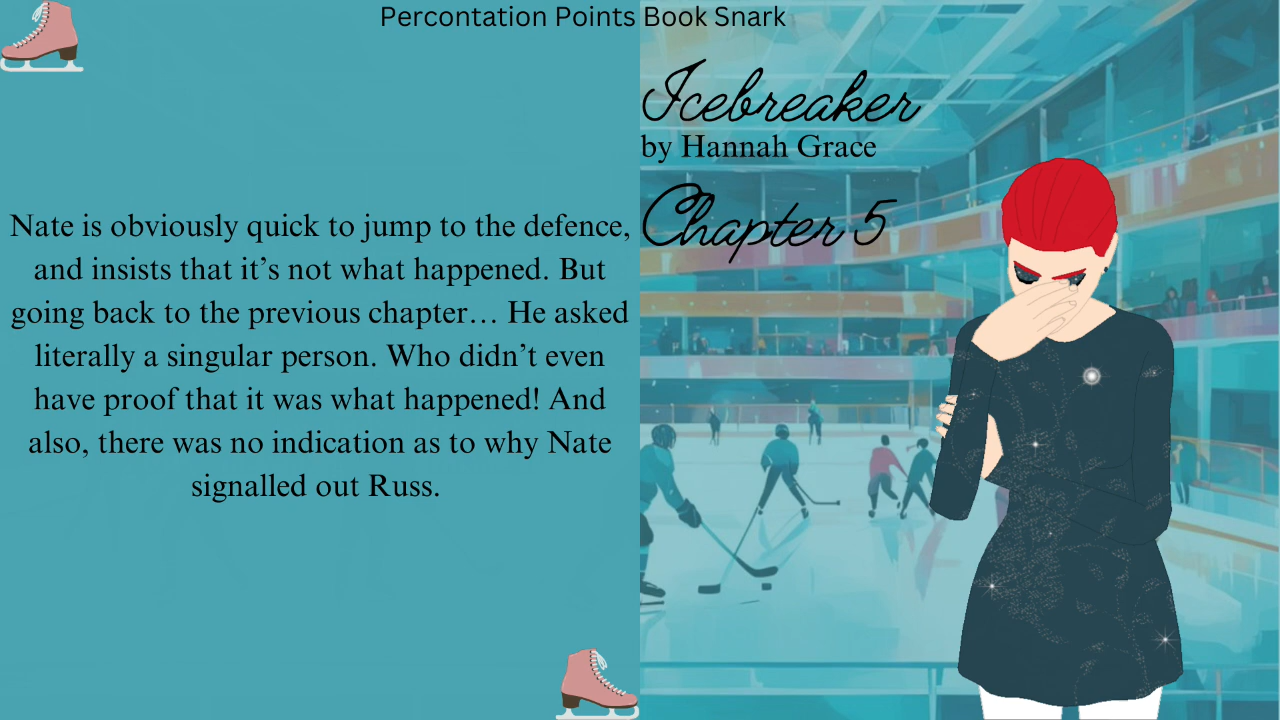 Percontation Points Book Snark
Icebreaker
by Hannah Grace
Chapter 5
Nate is obviously quick to jump to the defence,
and insists that it’s not what happened. But
going back to the previous chapter… He asked
literally a singular person. Who didn’t even
have proof that it was what happened! And
also, there was no indication as to why Nate
signalled out Russ.